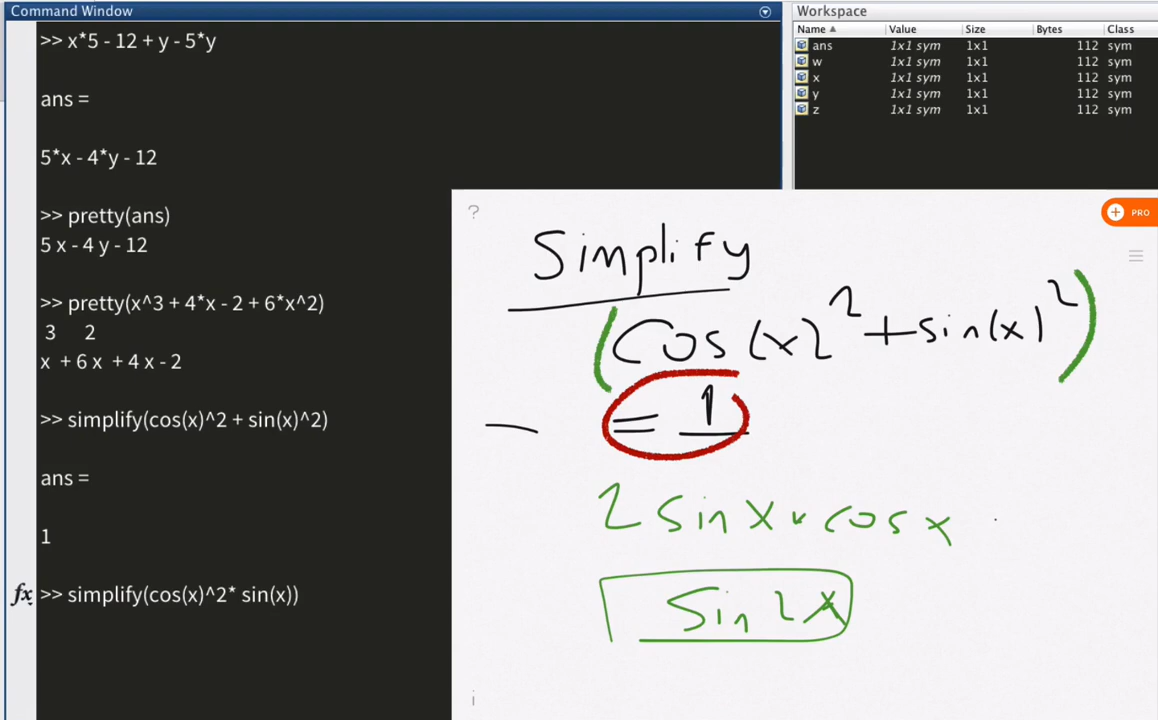 Command Window
>> x*5 - 12 + y - 5*y
ans =
5*x - 4*y - 12
>> pretty(ans)
5 x - 4 y - 12
>> pretty(x^3 + 4*x - 2 + 6*x^2)
3 2
x + 6 x + 4 x - 2
>> simplify(cos(x)^2 + sin(x)^2)
ans =
1
fx >> simplify(cos(x)^2* sin(x))
Workspace
Name Value Size Bytes Class
ans 1x1 sym 1x1 112 sym
w 1x1 sym 1x1 112 sym
x 1x1 sym 1x1 112 sym
y 1x1 sym 1x1 112 sym
z 1x1 sym 1x1 112 sym
?
+ PRO
Simplify
(Cos(x)² + sin(x)²)
— = 1
2 sin x * cos x
Sin 2x
i